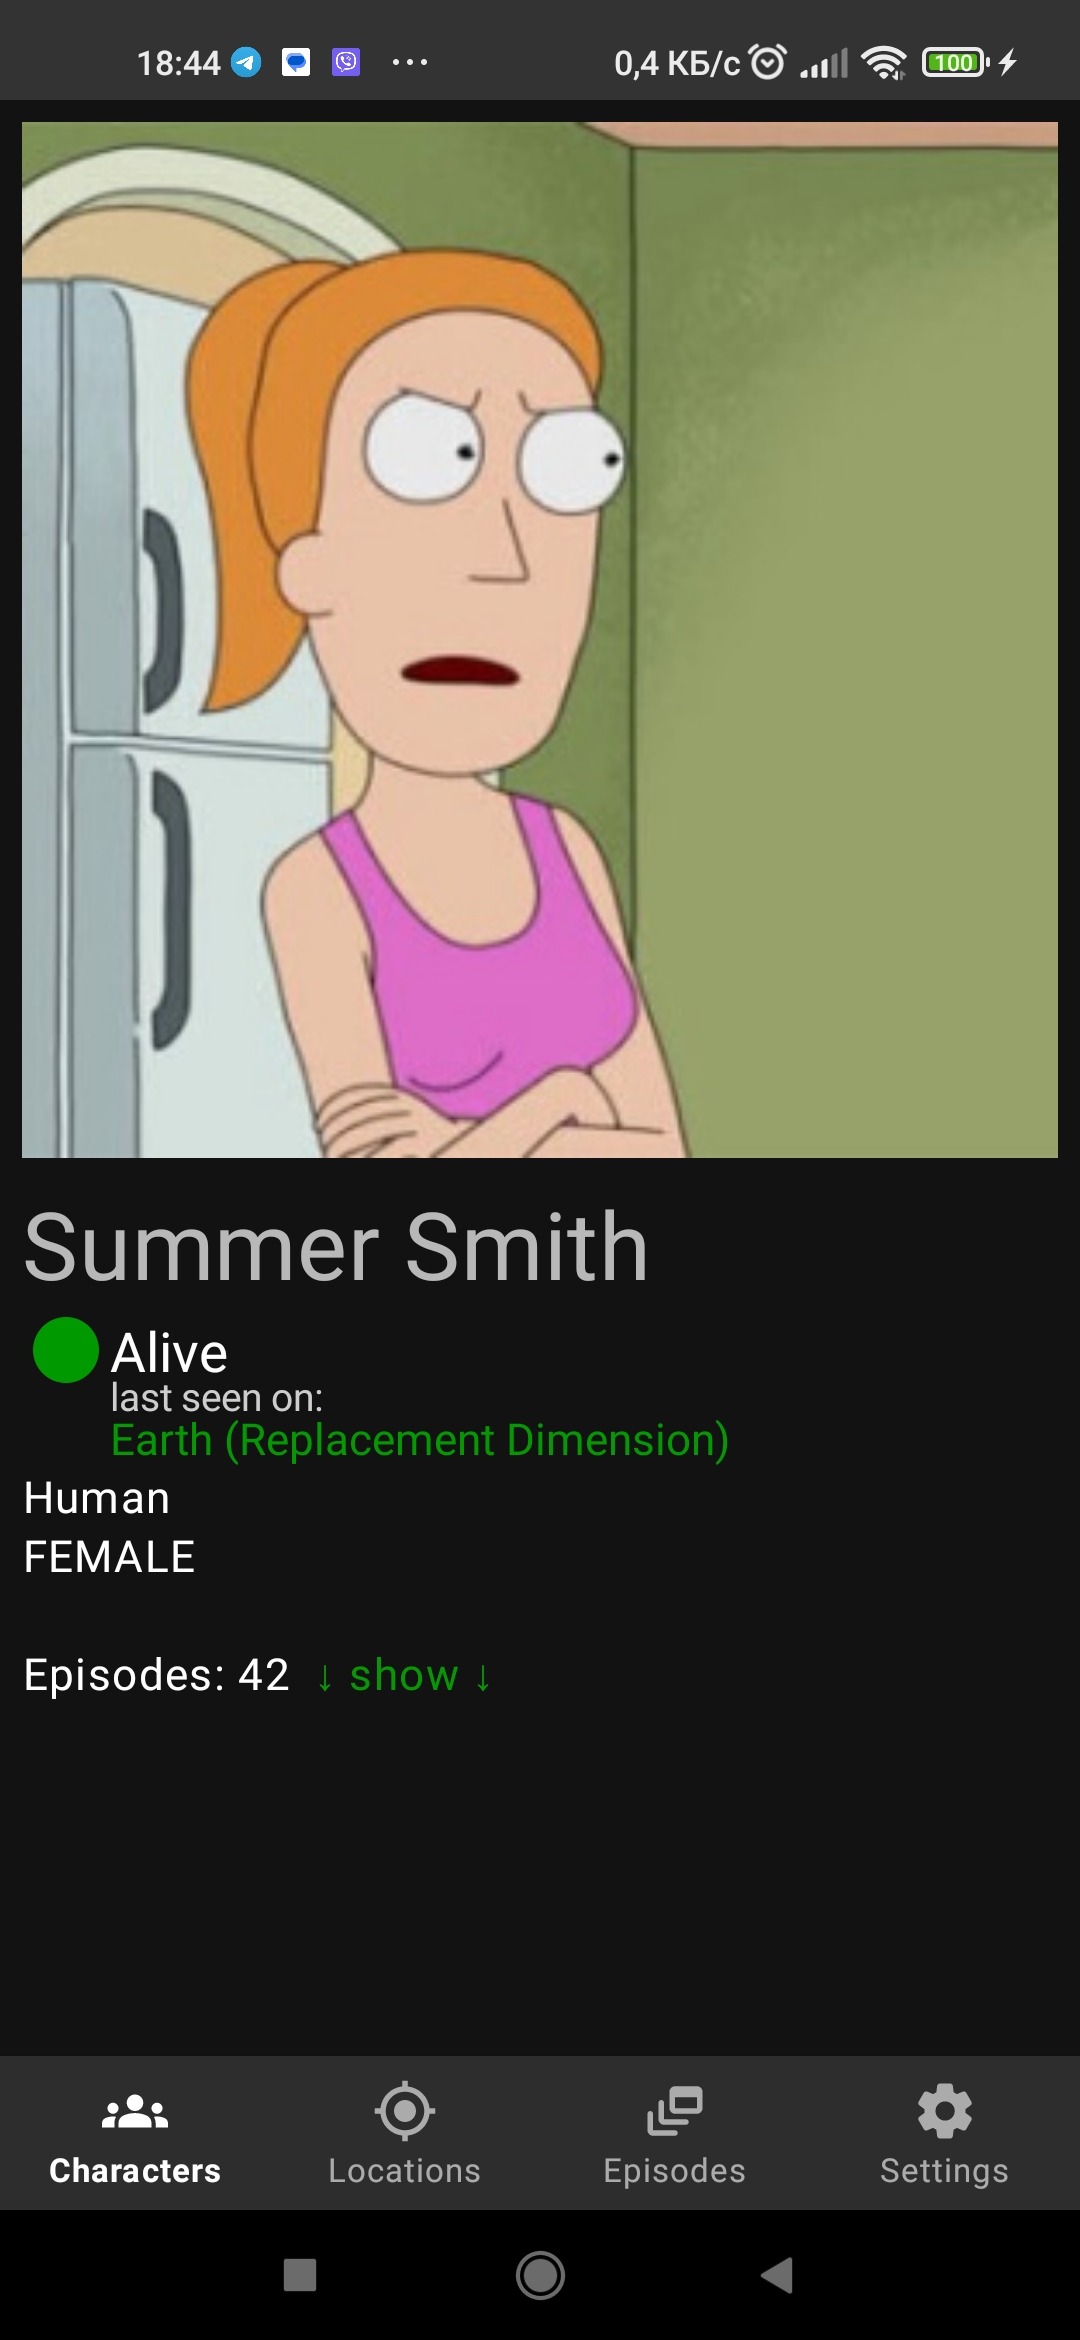 18:44 ... 0,4 КБ/с 100
Summer Smith
Alive
last seen on:
Earth (Replacement Dimension)
Human
FEMALE
Episodes: 42 ↓ show ↓
Characters Locations Episodes Settings